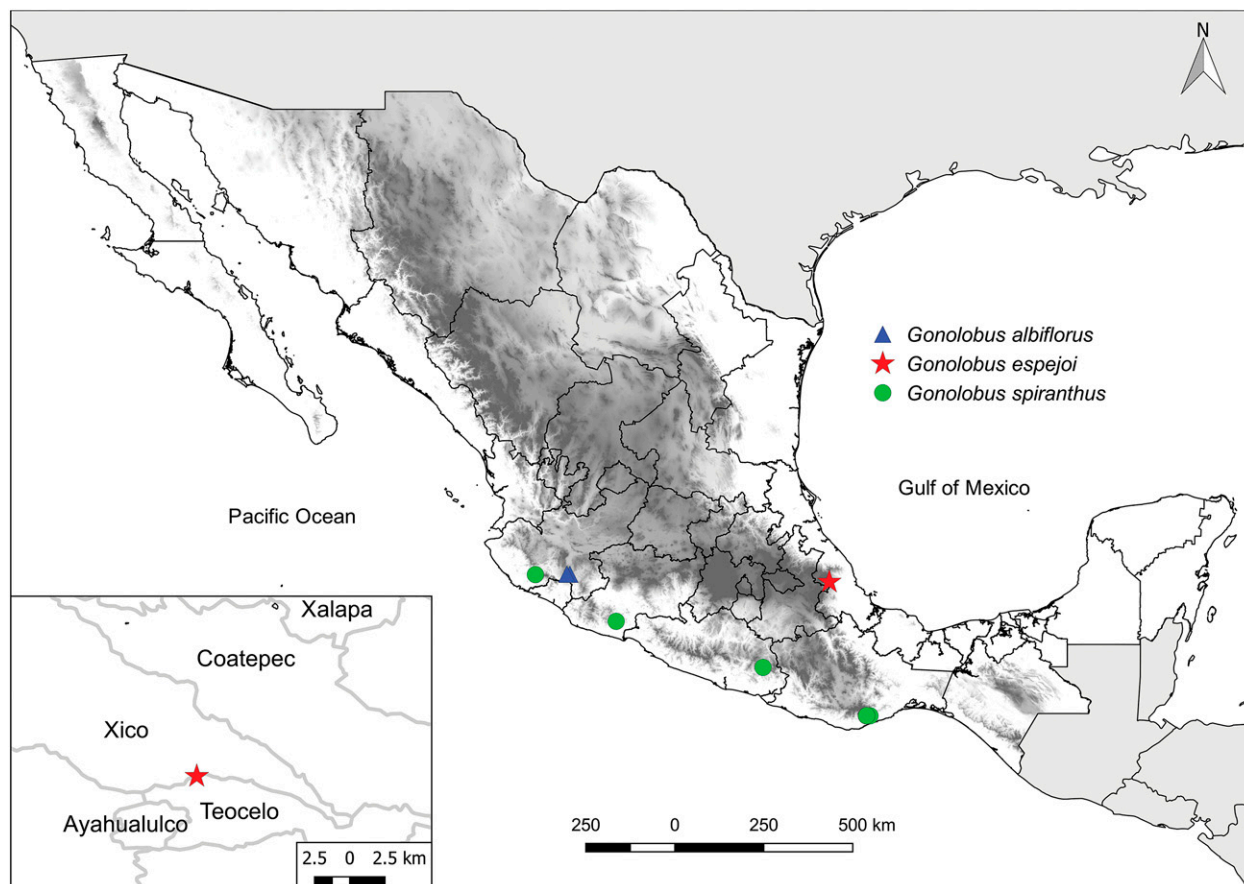 N
Gonolobus albiflorus
Gonolobus espejoi
Gonolobus spiranthus
Gulf of Mexico
Pacific Ocean
Xalapa
Coatepec
Xico
Teocelo
Ayahualulco
2.5 0 2.5 km
250 0 250 500 km